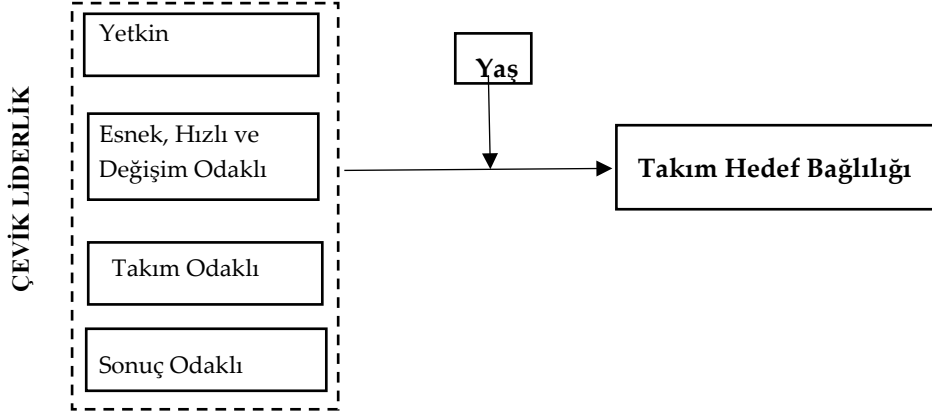 ÇEVİK LİDERLİK
Yetkin
Esnek, Hızlı ve
Değişim Odaklı
Takım Odaklı
Sonuç Odaklı
Yaş
Takım Hedef Bağlılığı